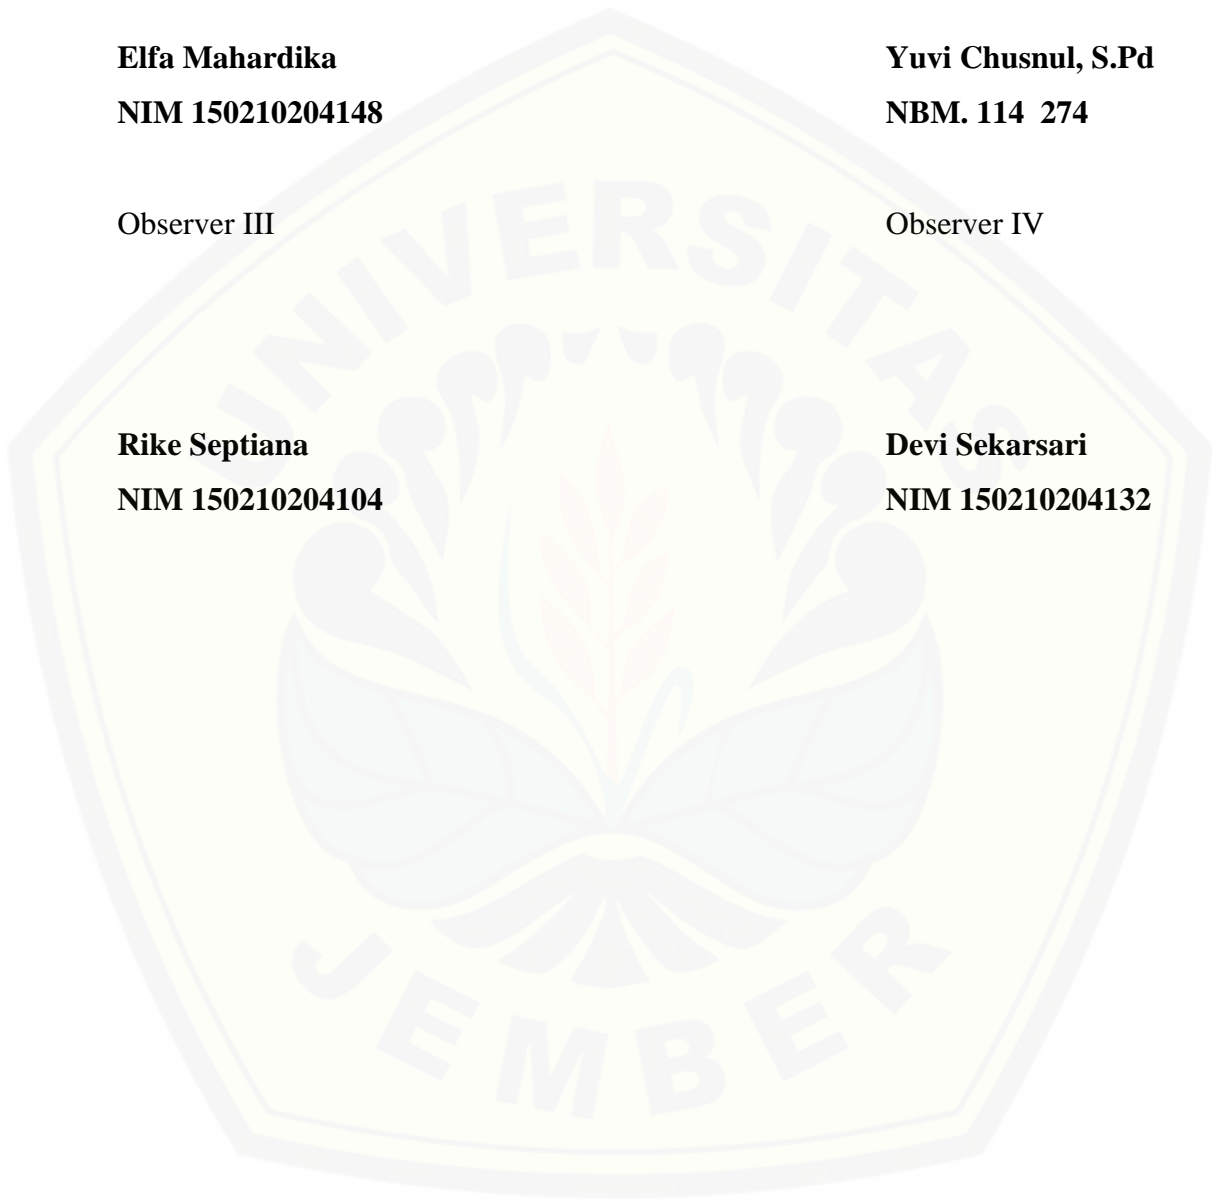 Elfa Mahardika Yuvi Chusnul, S.Pd
NIM 150210204148 NBM. 114 274
Observer III Observer IV
Rike Septiana Devi Sekarsari
NIM 150210204104 NIM 150210204132
UNIVERSITAS
JEMBER